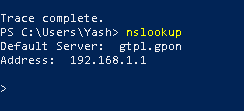 Trace complete.
PS C:\Users\Yash> nslookup
Default Server:  gtpl.gpon
Address:  192.168.1.1
>